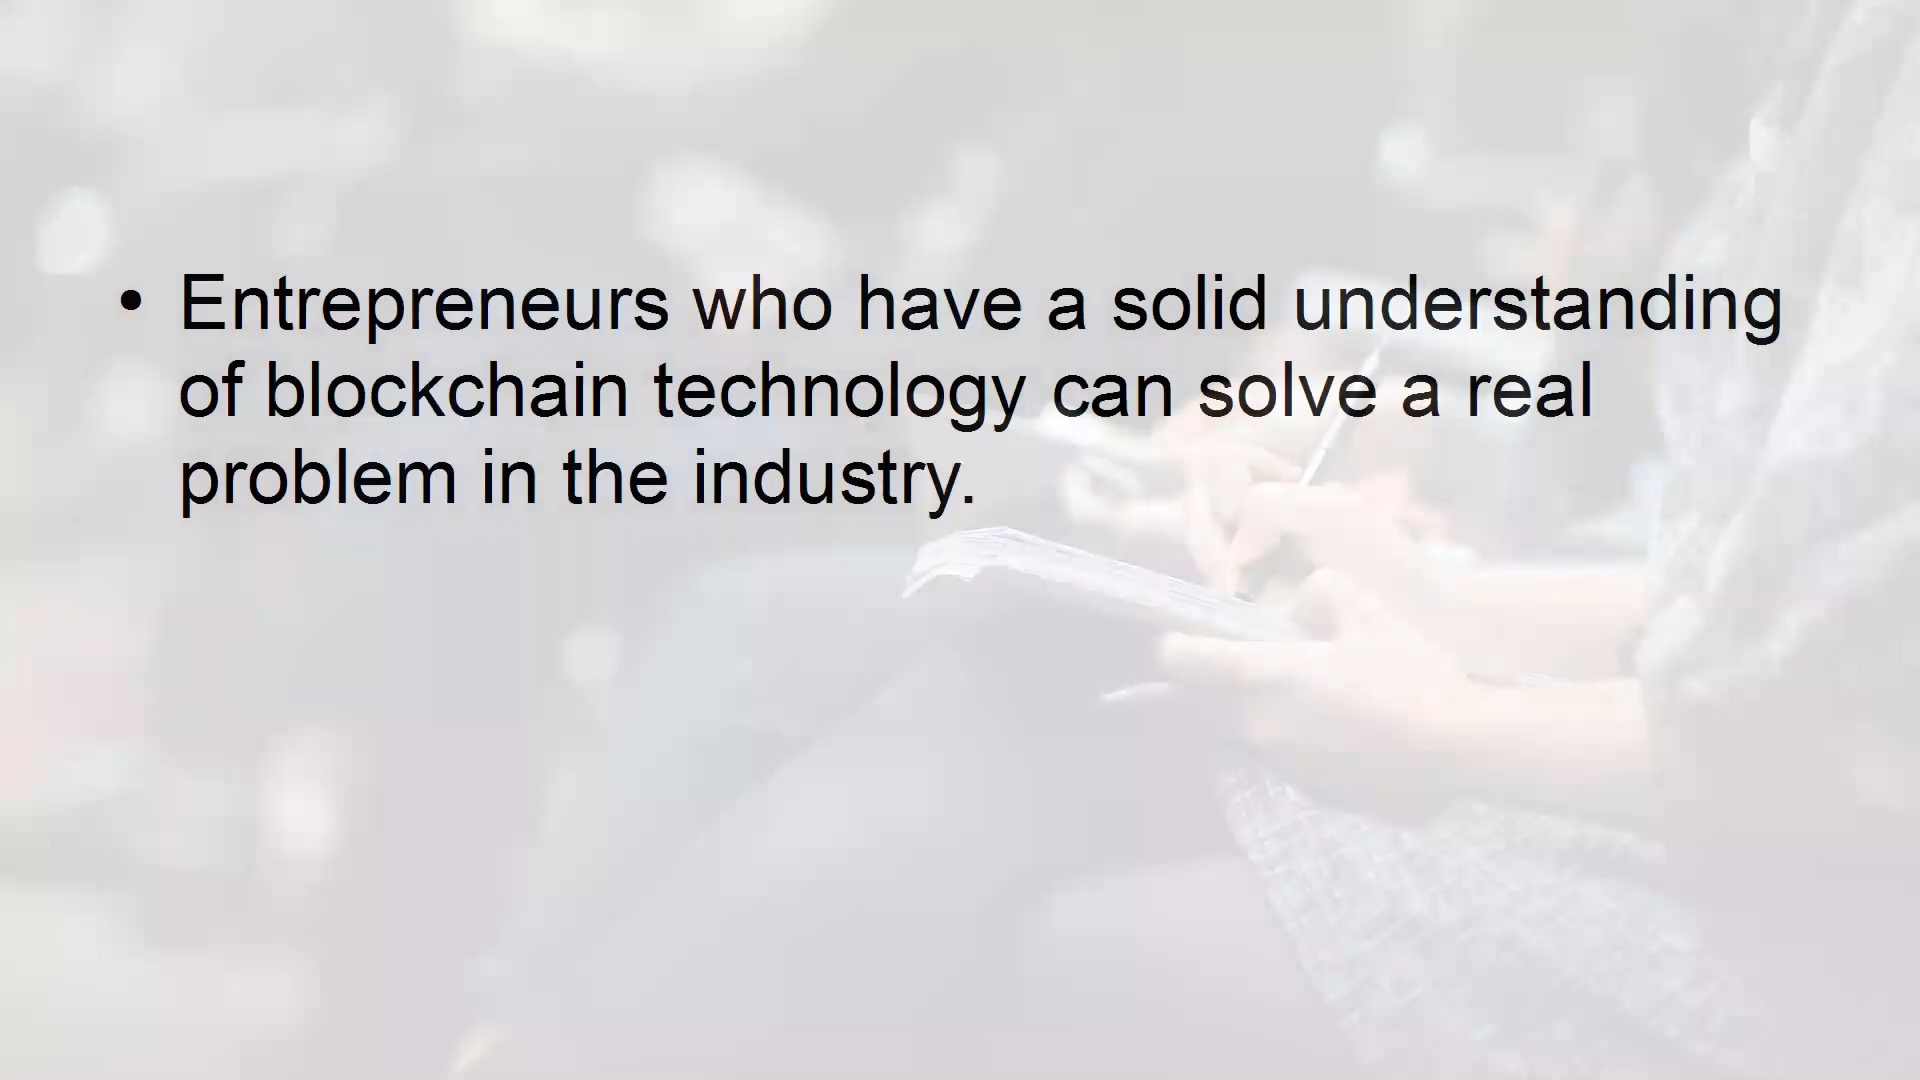 • Entrepreneurs who have a solid understanding
of blockchain technology can solve a real
problem in the industry.